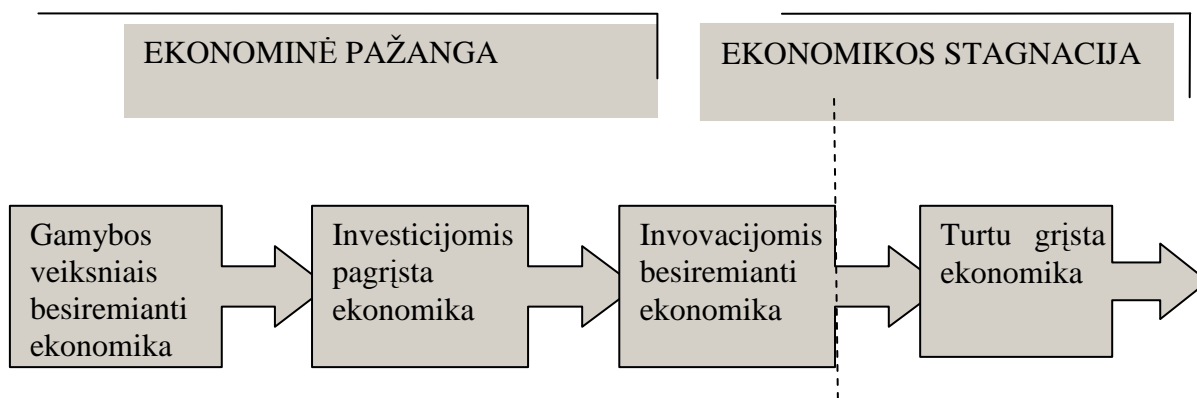 EKONOMINĖ PAŽANGA
EKONOMIKOS STAGNACIJA
Gamybos
veiksniais
besiremianti
ekonomika
Investicijomis
pagrįsta
ekonomika
Invovacijomis
besiremianti
ekonomika
Turtu grįsta
ekonomika